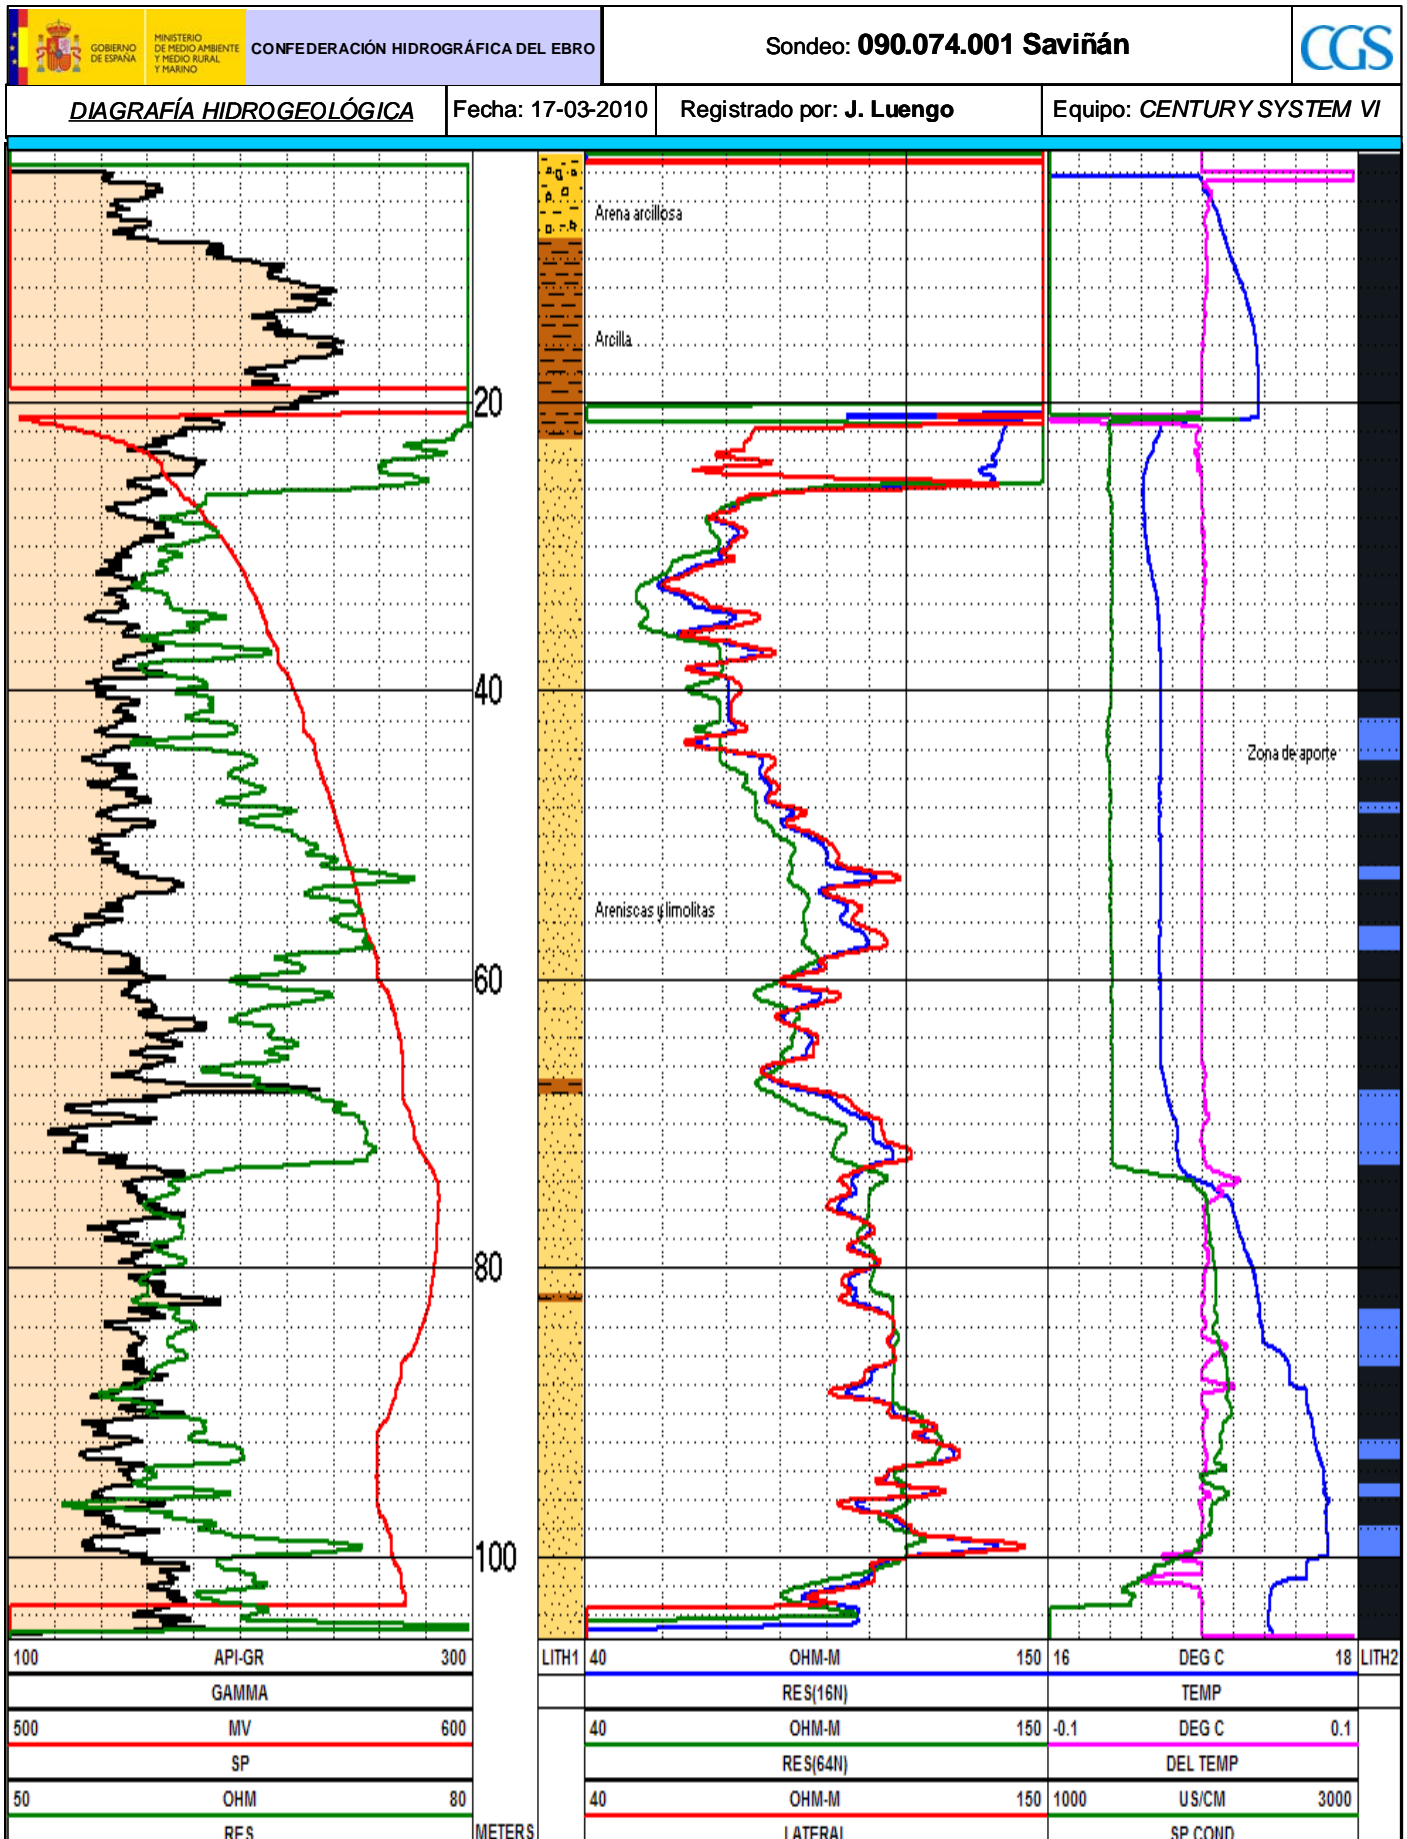 GOBIERNO
DE ESPAÑA
MINISTERIO
DE MEDIO AMBIENTE
Y MEDIO RURAL
Y MARINO
CONFEDERACIÓN HIDROGRÁFICA DEL EBRO
Sondeo: 090.074.001 Saviñán
CGS
DIAGRAFÍA HIDROGEOLÓGICA
Fecha: 17-03-2010
Registrado por: J. Luengo
Equipo: CENTURY SYSTEM VI
Arena arcillosa
Arcilla
20
40
Zona de aporte
Areniscas y limolitas
60
80
100
100 API-GR 300
LITH1
40 OHM-M 150
16 DEG C 18
LITH2
GAMMA
RES(16N)
TEMP
500 MV 600
40 OHM-M 150
-0.1 DEG C 0.1
SP
RES(64N)
DEL TEMP
50 OHM 80
40 OHM-M 150
1000 US/CM 3000
RES
METERS
LATERAL
SP COND